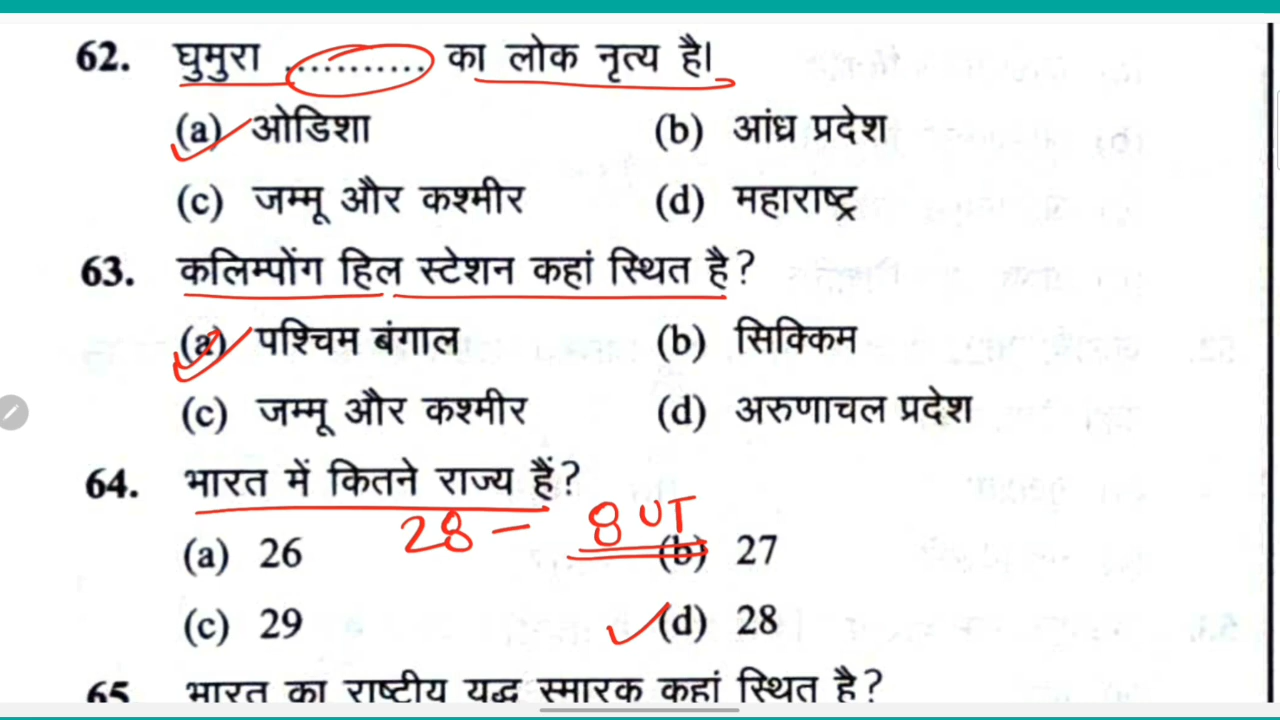 62. घुमुरा ........... का लोक नृत्य है।
(a) ओडिशा (b) आंध्र प्रदेश
(c) जम्मू और कश्मीर (d) महाराष्ट्र
63. कलिम्पोंग हिल स्टेशन कहां स्थित है?
(a) पश्चिम बंगाल (b) सिक्किम
(c) जम्मू और कश्मीर (d) अरुणाचल प्रदेश
64. भारत में कितने राज्य हैं?
28 - 8 UT
(a) 26 (b) 27
(c) 29 (d) 28
65 भारत का राष्ट्रीय युद्ध स्मारक कहां स्थित है?